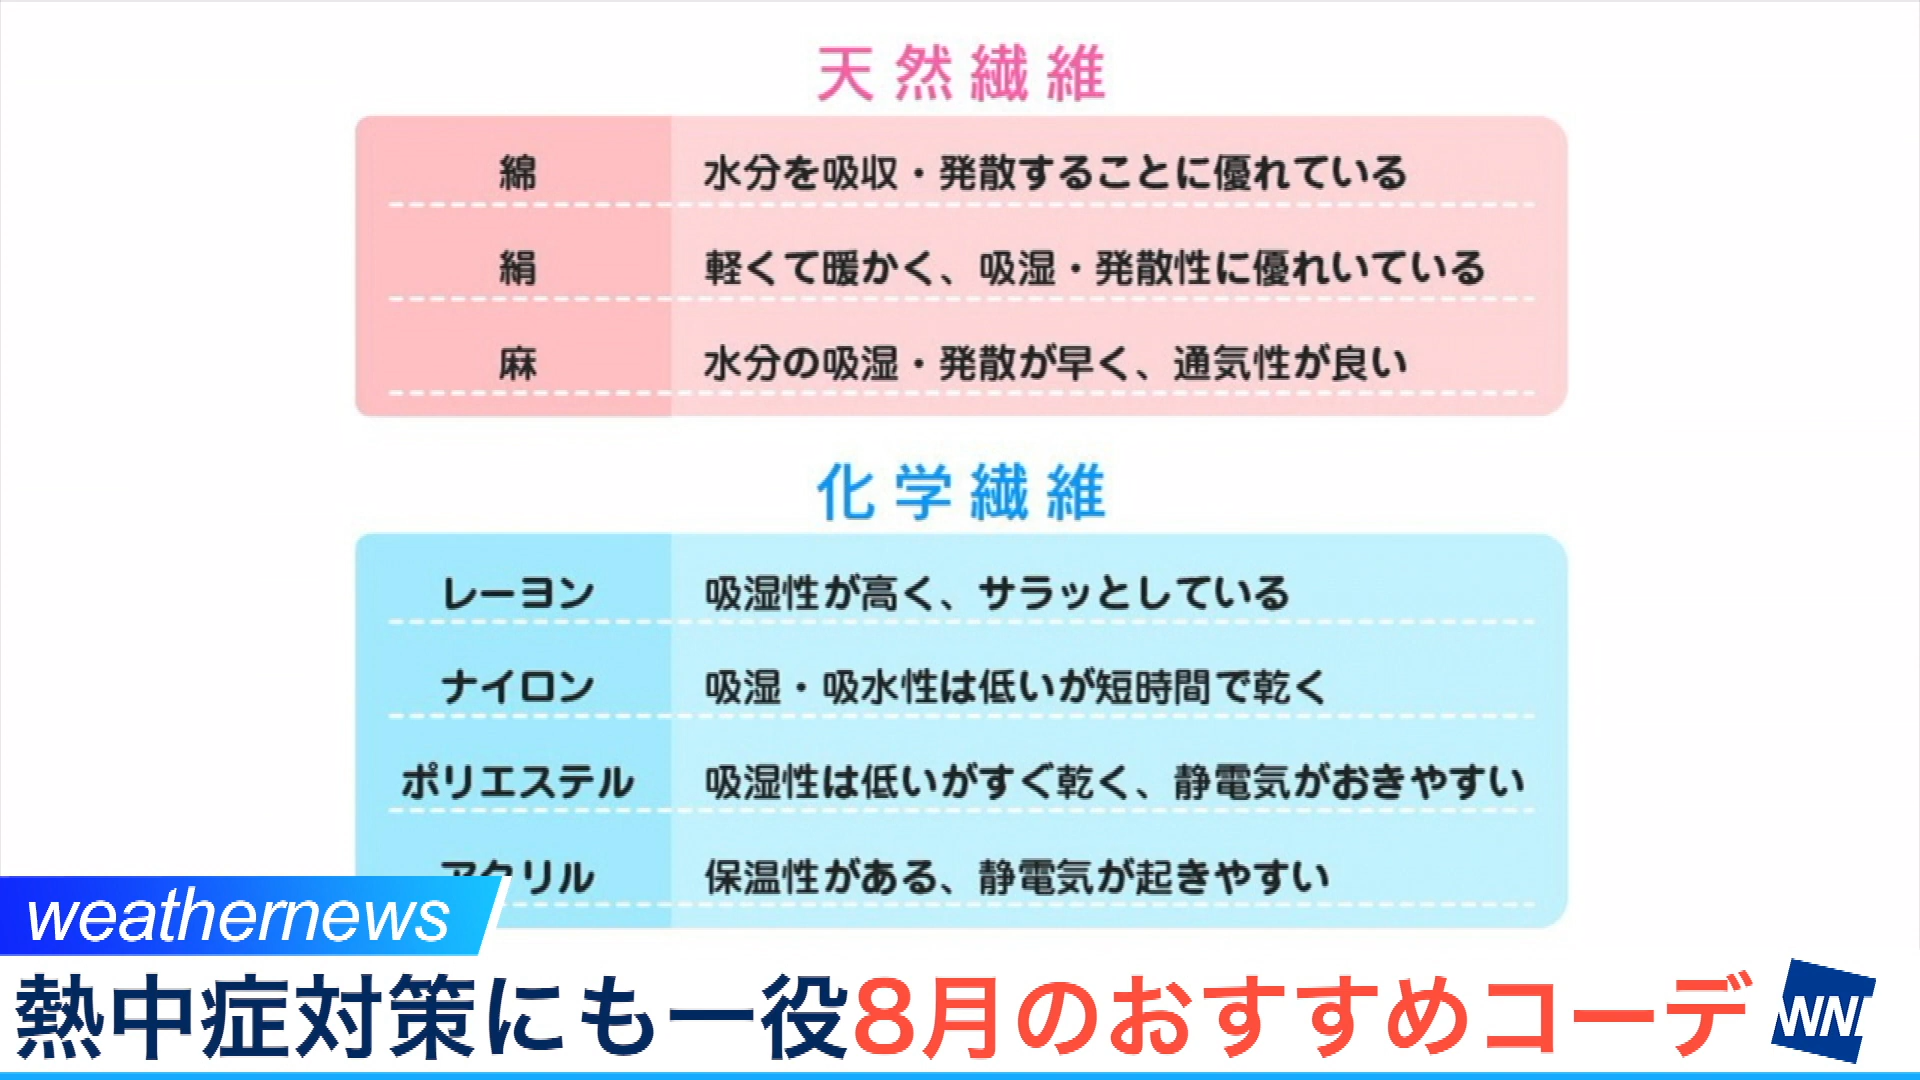 天然繊維
綿 水分を吸収・発散することに優れている
絹 軽くて暖かく、吸湿・発散性に優れいている
麻 水分の吸湿・発散が早く、通気性が良い
化学繊維
レーヨン 吸湿性が高く、サラッとしている
ナイロン 吸湿・吸水性は低いが短時間で乾く
ポリエステル 吸湿性は低いがすぐ乾く、静電気がおきやすい
アクリル 保温性がある、静電気が起きやすい
weathernews
熱中症対策にも一役8月のおすすめコーデ
WNI